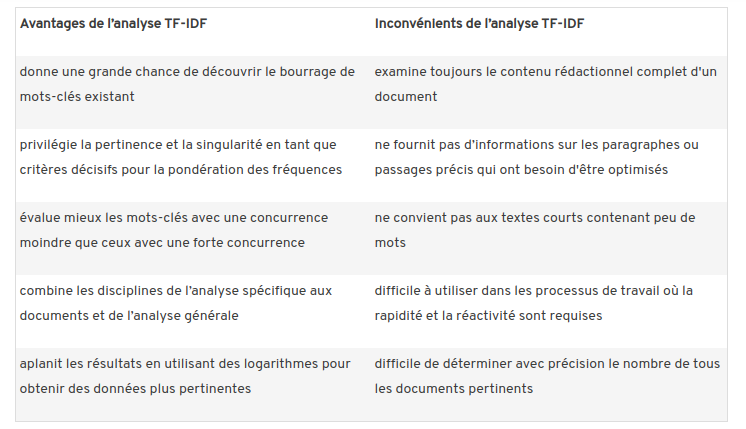 Avantages de l’analyse TF-IDF
Inconvénients de l’analyse TF-IDF
donne une grande chance de découvrir le bourrage de
mots-clés existant
examine toujours le contenu rédactionnel complet d'un
document
privilégie la pertinence et la singularité en tant que
critères décisifs pour la pondération des fréquences
ne fournit pas d’informations sur les paragraphes ou
passages précis qui ont besoin d'être optimisés
évalue mieux les mots-clés avec une concurrence
moindre que ceux avec une forte concurrence
ne convient pas aux textes courts contenant peu de
mots
combine les disciplines de l’analyse spécifique aux
documents et de l’analyse générale
difficile à utiliser dans les processus de travail où la
rapidité et la réactivité sont requises
aplanit les résultats en utilisant des logarithmes pour
obtenir des données plus pertinentes
difficile de déterminer avec précision le nombre de tous
les documents pertinents